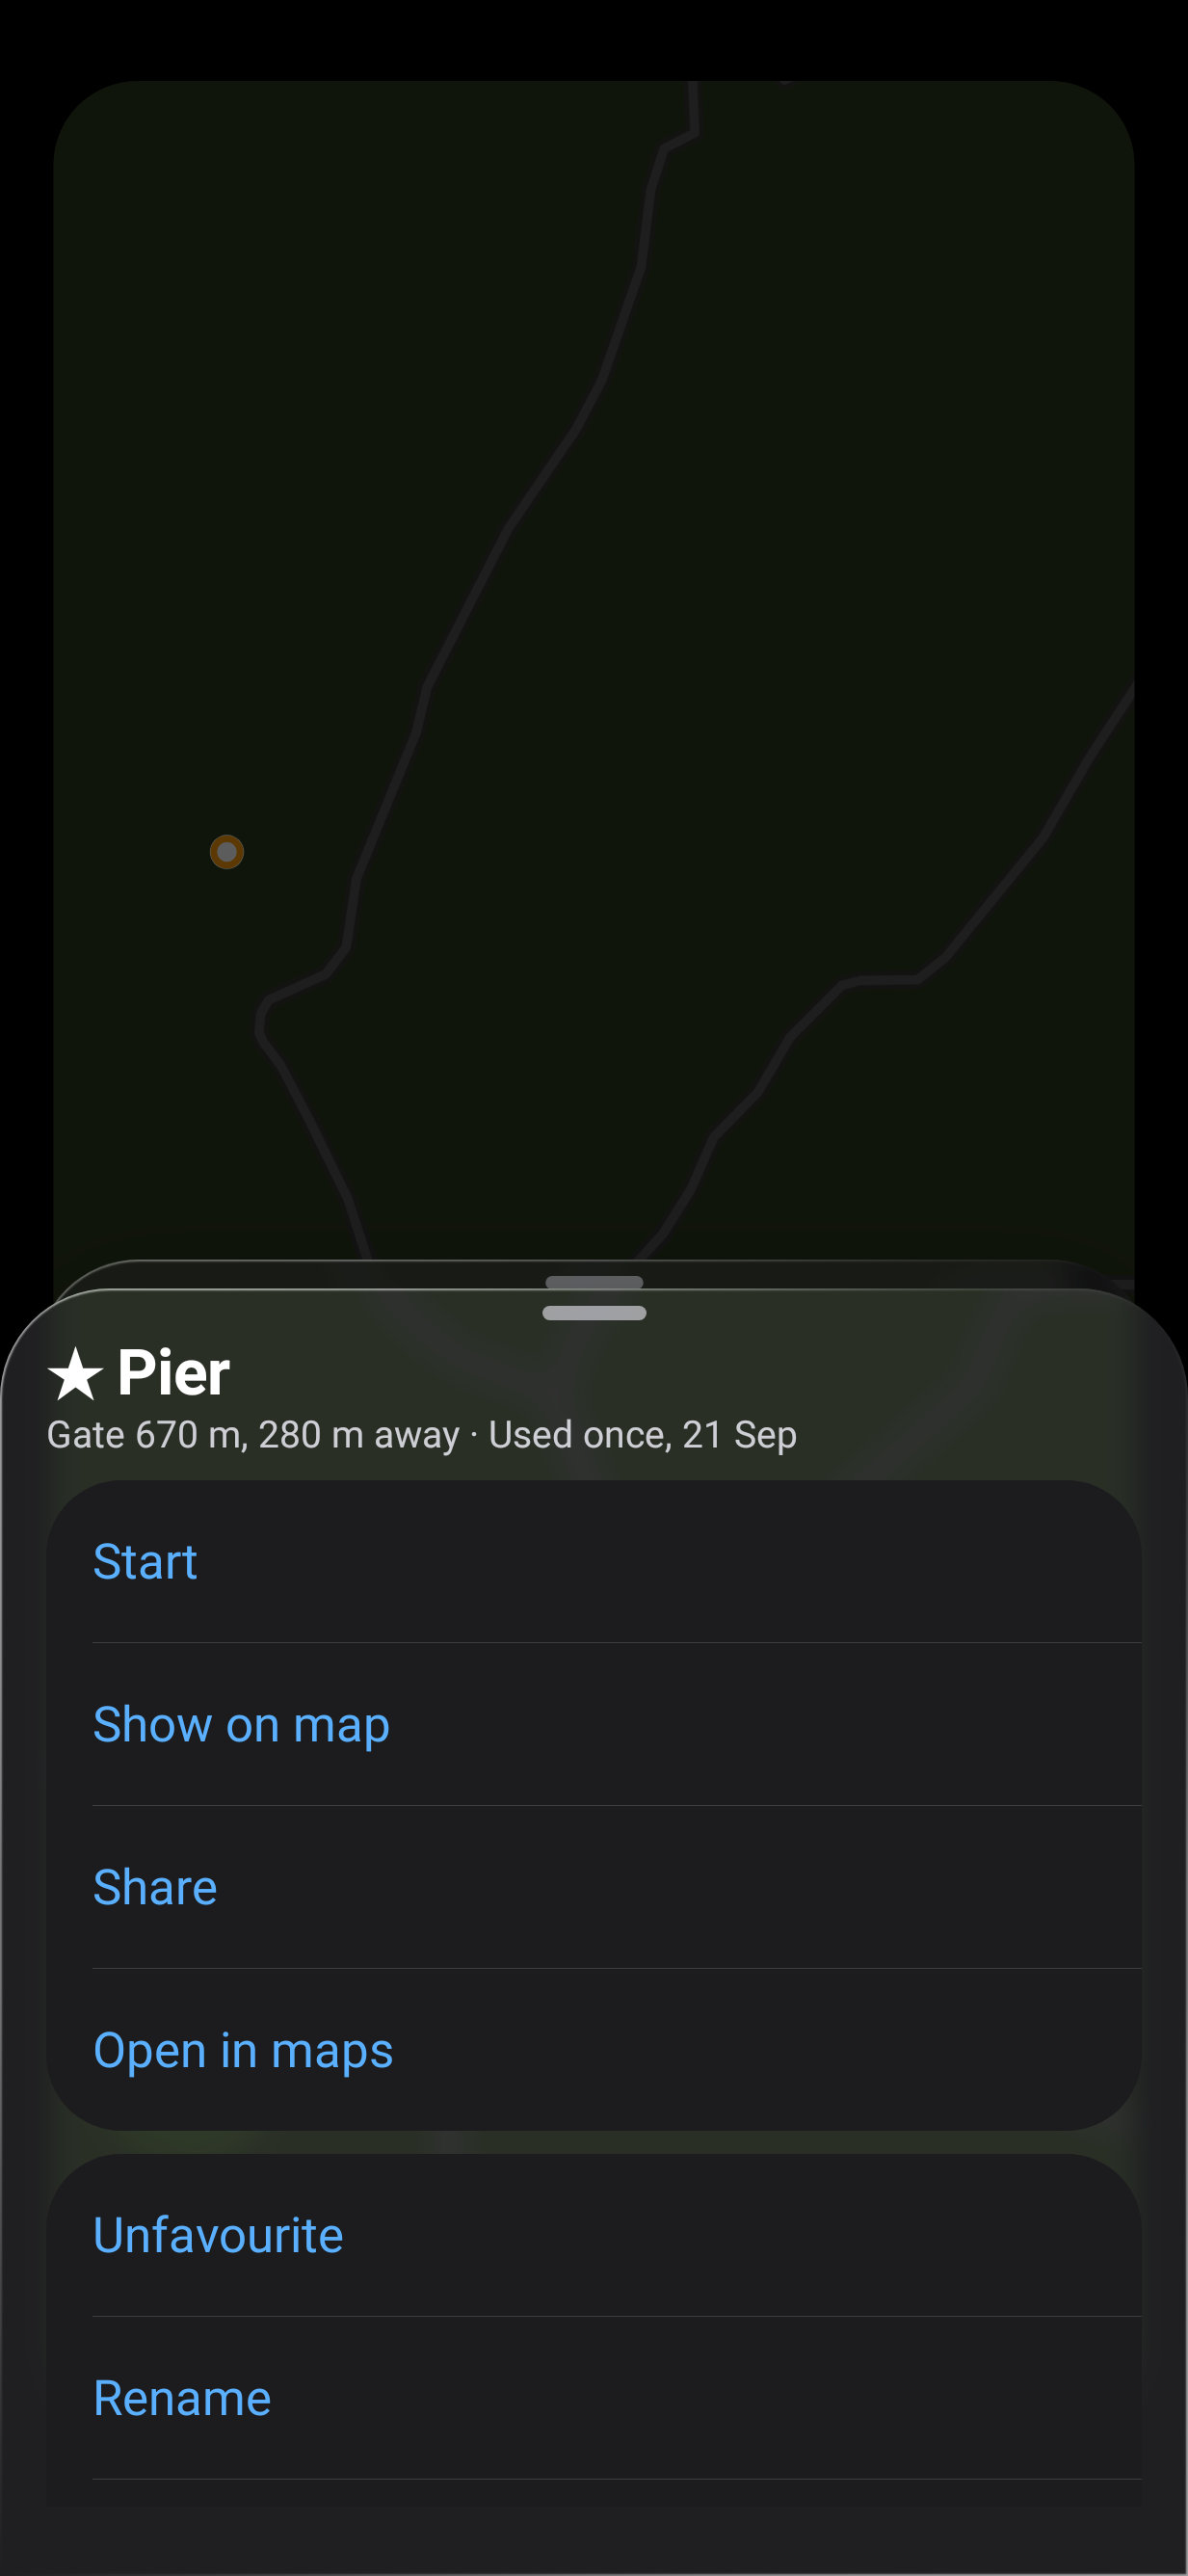 ★ Pier
Gate 670 m, 280 m away · Used once, 21 Sep
Start
Show on map
Share
Open in maps
Unfavourite
Rename